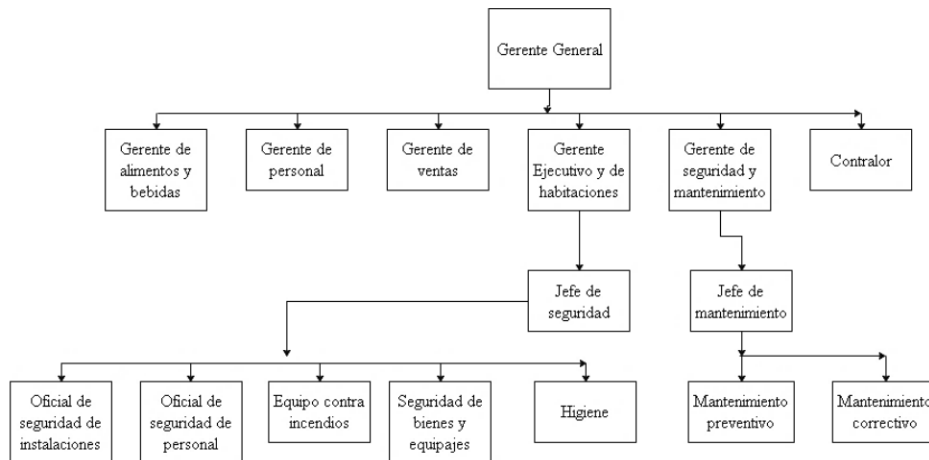 Gerente General
Gerente de
alimentos y
bebidas
Gerente de
personal
Gerente de
ventas
Gerente
Ejecutivo y de
habitaciones
Gerente de
seguridad y
mantenimiento
Contralor
Jefe de
seguridad
Jefe de
mantenimiento
Oficial de
seguridad de
instalaciones
Oficial de
seguridad de
personal
Equipo contra
incendios
Seguridad de
bienes y
equipajes
Higiene
Mantenimiento
preventivo
Mantenimiento
correctivo